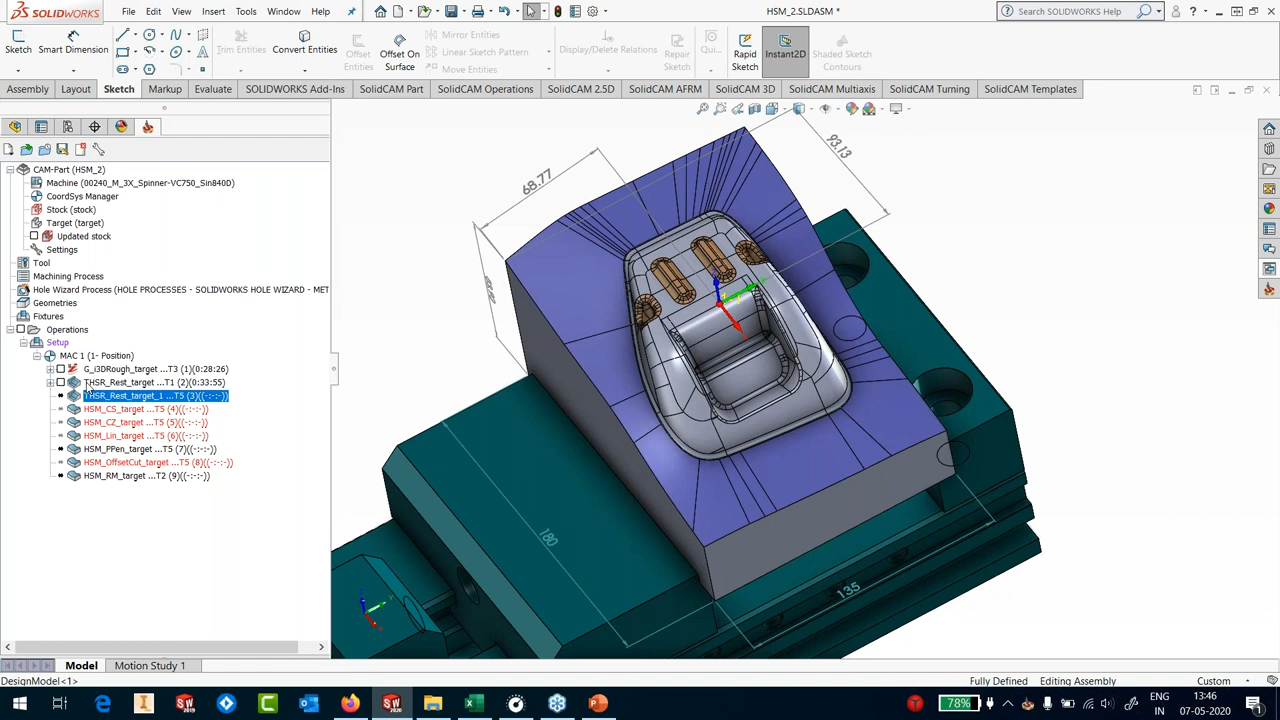 SOLIDWORKS
File Edit View Insert Tools Window Help
HSM_2.SLDASM *
Search SOLIDWORKS Help
Sketch
Smart Dimension
Trim Entities
Convert Entities
Offset Entities
Offset On Surface
Mirror Entities
Linear Sketch Pattern
Move Entities
Display/Delete Relations
Repair Sketch
Qui...
Rapid Sketch
Instant2D
Shaded Sketch Contours
Assembly Layout Sketch Markup Evaluate SOLIDWORKS Add-Ins SolidCAM Part SolidCAM Operations SolidCAM 2.5D SolidCAM AFRM SolidCAM 3D SolidCAM Multiaxis SolidCAM Turning SolidCAM Templates
CAM-Part (HSM_2)
Machine (00240_M_3X_Spinner-VC750_Sin840D)
CoordSys Manager
Stock (stock)
Target (target)
Updated stock
Settings
Tool
Machining Process
Hole Wizard Process (HOLE PROCESSES - SOLIDWORKS HOLE WIZARD - MET
Geometries
Fixtures
Operations
Setup
MAC 1 (1- Position)
G_i3DRough_target ...T3 (1)(0:28:26)
THSR_Rest_target ...T1 (2)(0:33:55)
THSR_Rest_target_1 ...T5 (3)((-:-:-))
HSM_CS_target ...T5 (4)((-:-:-))
HSM_CZ_target ...T5 (5)((-:-:-))
HSM_Lin_target ...T5 (6)((-:-:-))
HSM_PPen_target ...T5 (7)((-:-:-))
HSM_OffsetCut_target ...T5 (8)((-:-:-))
HSM_RM_target ...T2 (9)((-:-:-))
68.77
93.13
180
135
Model Motion Study 1
DesignModel<1>
Fully Defined Editing Assembly Custom
78%
ENG
IN
13:46
07-05-2020